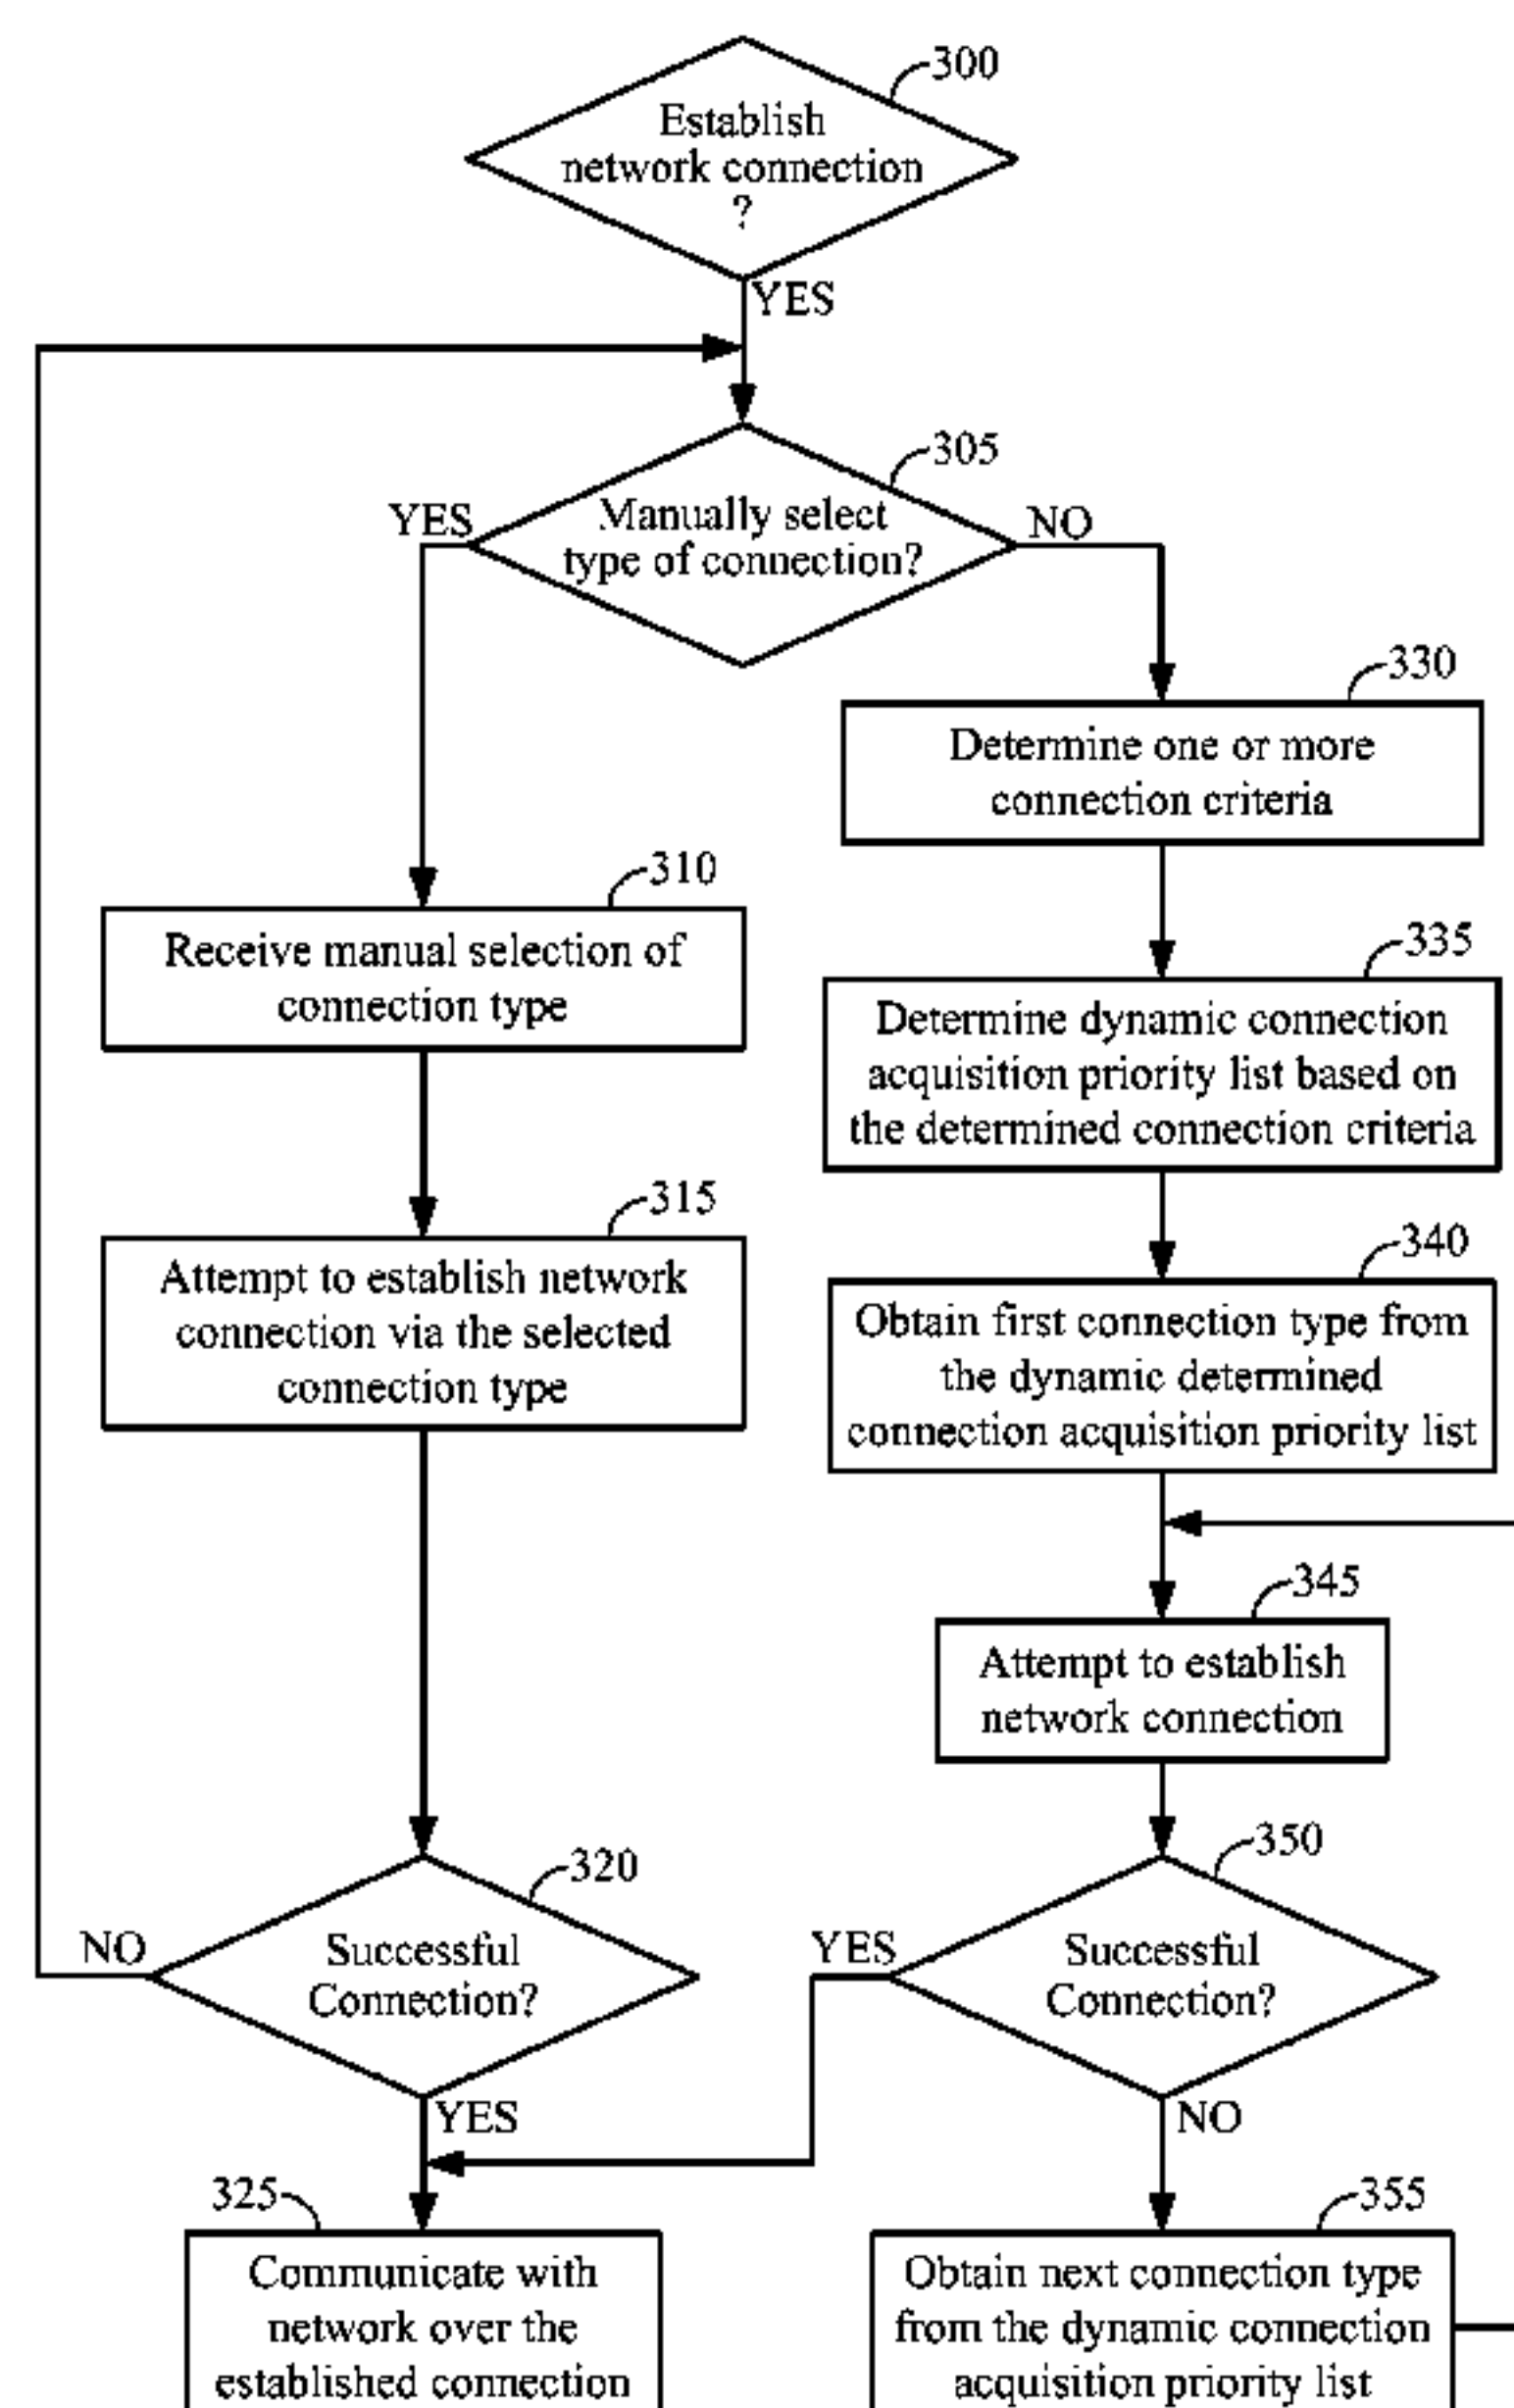 300
Establish
network connection
?
YES
305
Manually select
type of connection?
YES
NO
330
Determine one or more
connection criteria
310
Receive manual selection of
connection type
335
Determine dynamic connection
acquisition priority list based on
the determined connection criteria
315
Attempt to establish network
connection via the selected
connection type
340
Obtain first connection type from
the dynamic determined
connection acquisition priority list
345
Attempt to establish
network connection
320
Successful
Connection?
NO
YES
350
Successful
Connection?
YES
NO
325
Communicate with
network over the
established connection
355
Obtain next connection type
from the dynamic connection
acquisition priority list